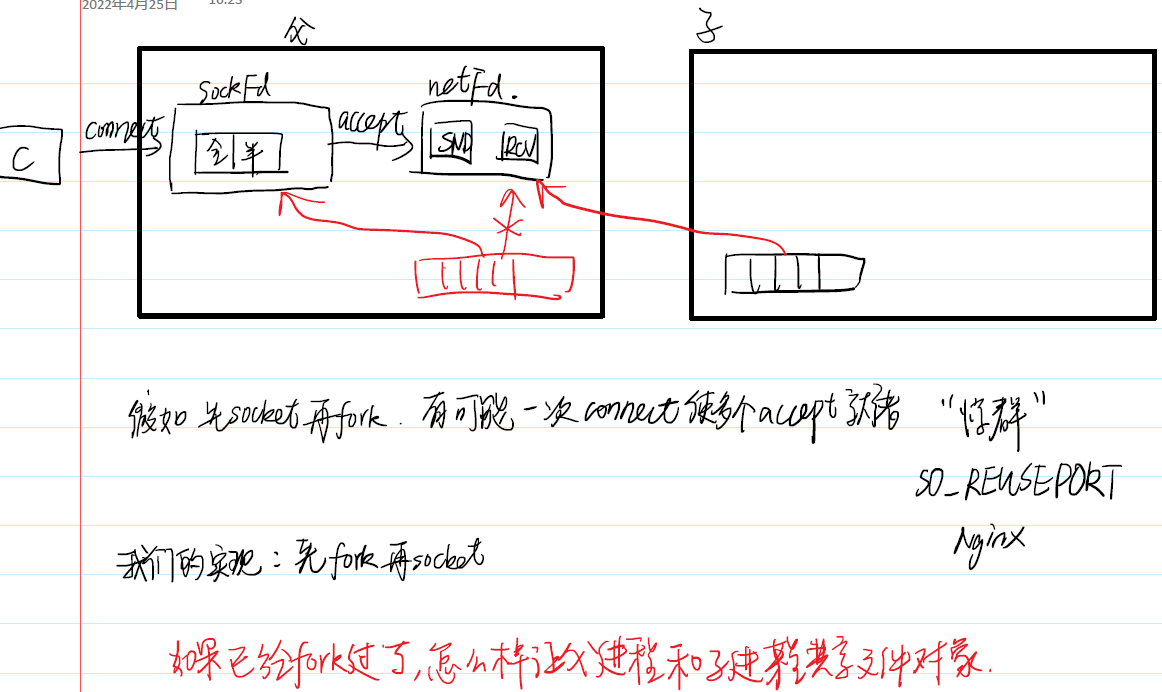 2022年4月25日 16:23
父
子
sockFd
netFd.
connect
accept
C
全 半
SND RCV
假如先socket再fork. 有可能一次connect使多个accept就绪 “惊群”
SO_REUSEPORT
Nginx
我们的实现:先fork再socket
如果已经fork过了,怎么样让父进程和子进程共享文件对象.